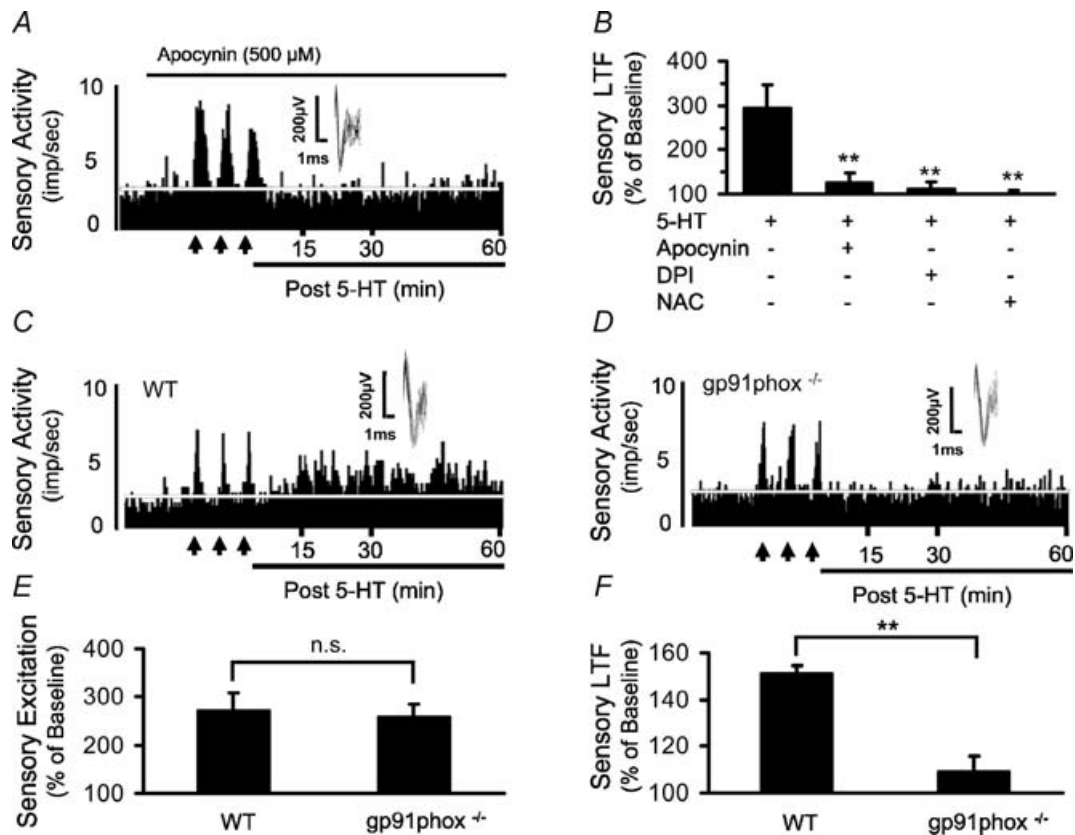 A
Apocynin (500 µM)
Sensory Activity
(imp/sec)
10
5
0
200µV
1ms
15
30
60
Post 5-HT (min)
B
Sensory LTF
(% of Baseline)
400
300
200
100
**
**
**
5-HT + + + +
Apocynin - + - -
DPI - - + -
NAC - - - +
C
WT
Sensory Activity
(imp/sec)
10
5
0
200µV
1ms
15
30
60
Post 5-HT (min)
D
gp91phox -/-
Sensory Activity
(imp/sec)
10
5
0
200µV
1ms
15
30
60
Post 5-HT (min)
E
Sensory Excitation
(% of Baseline)
400
300
200
100
n.s.
WT
gp91phox -/-
F
Sensory LTF
(% of Baseline)
160
140
120
100
**
WT
gp91phox -/-